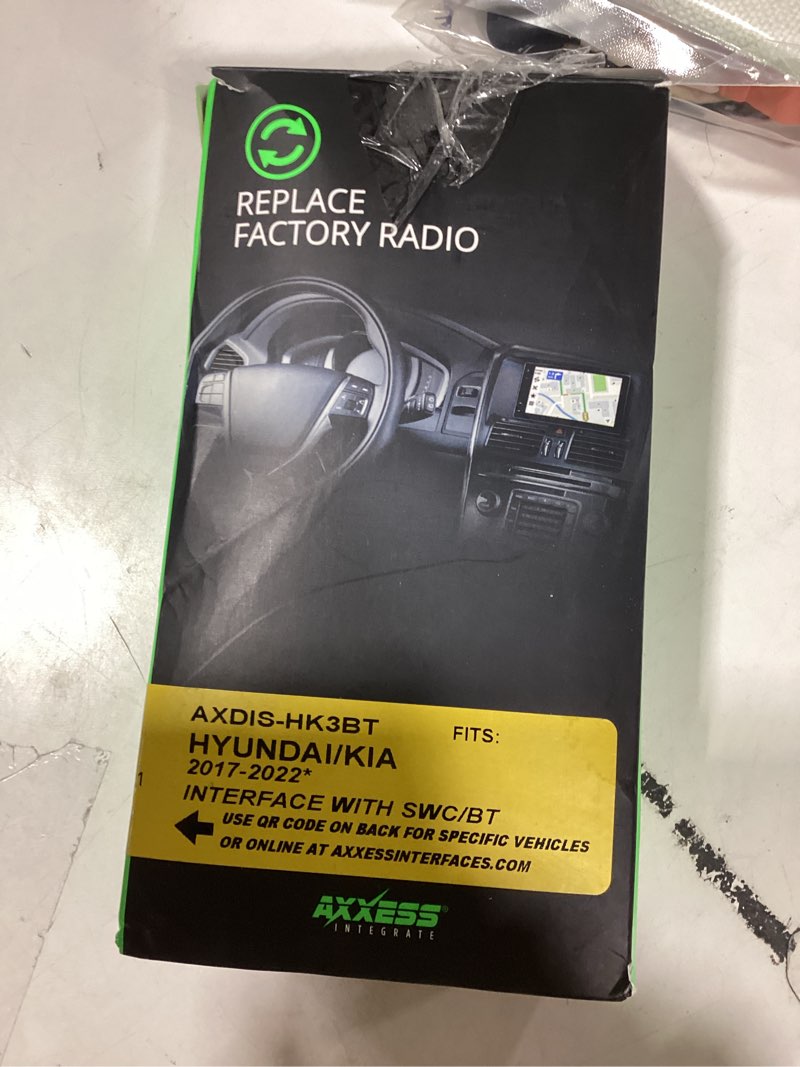 REPLACE
FACTORY RADIO
AXDIS-HK3BT
FITS:
HYUNDAI/KIA
2017-2022*
1
INTERFACE WITH SWC/BT
USE QR CODE ON BACK FOR SPECIFIC VEHICLES
OR ONLINE AT AXXESSINTERFACES.COM
AXXESS®
INTEGRATE